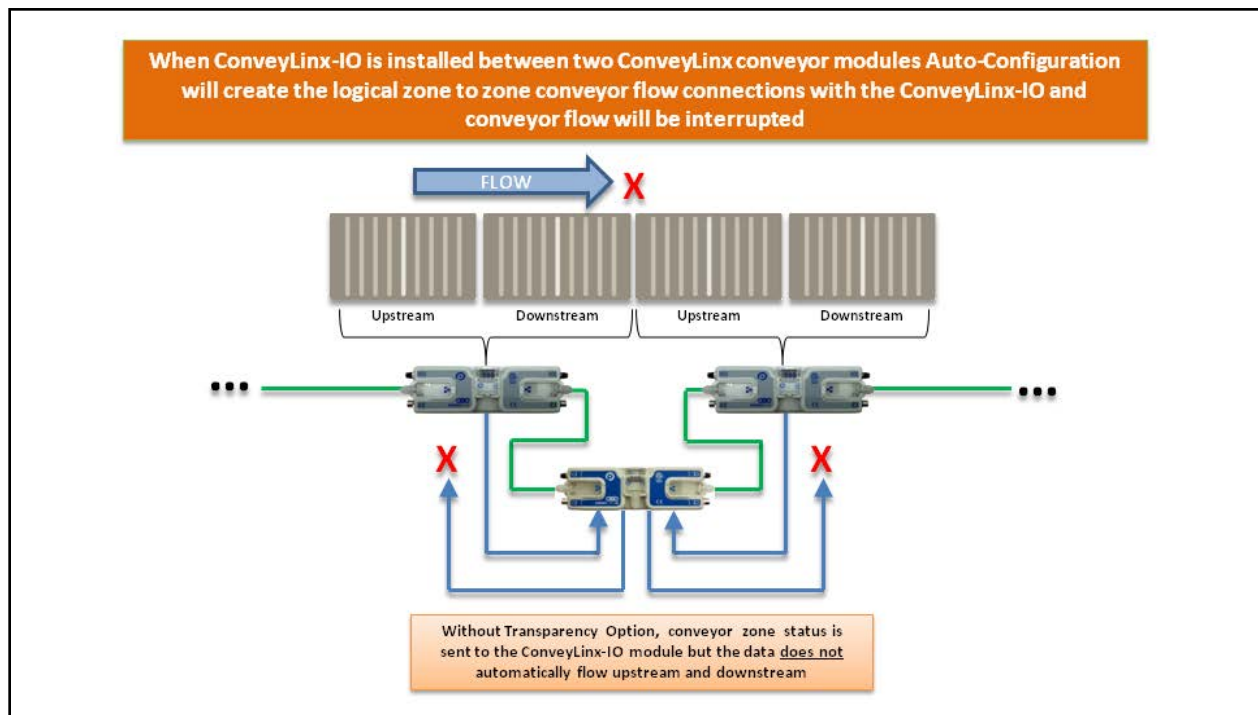 When ConveyLinx-IO is installed between two ConveyLinx conveyor modules Auto-Configuration
will create the logical zone to zone conveyor flow connections with the ConveyLinx-IO and
conveyor flow will be interrupted
FLOW
X
Upstream
Downstream
Upstream
Downstream
X
X
Without Transparency Option, conveyor zone status is
sent to the ConveyLinx-IO module but the data does not
automatically flow upstream and downstream